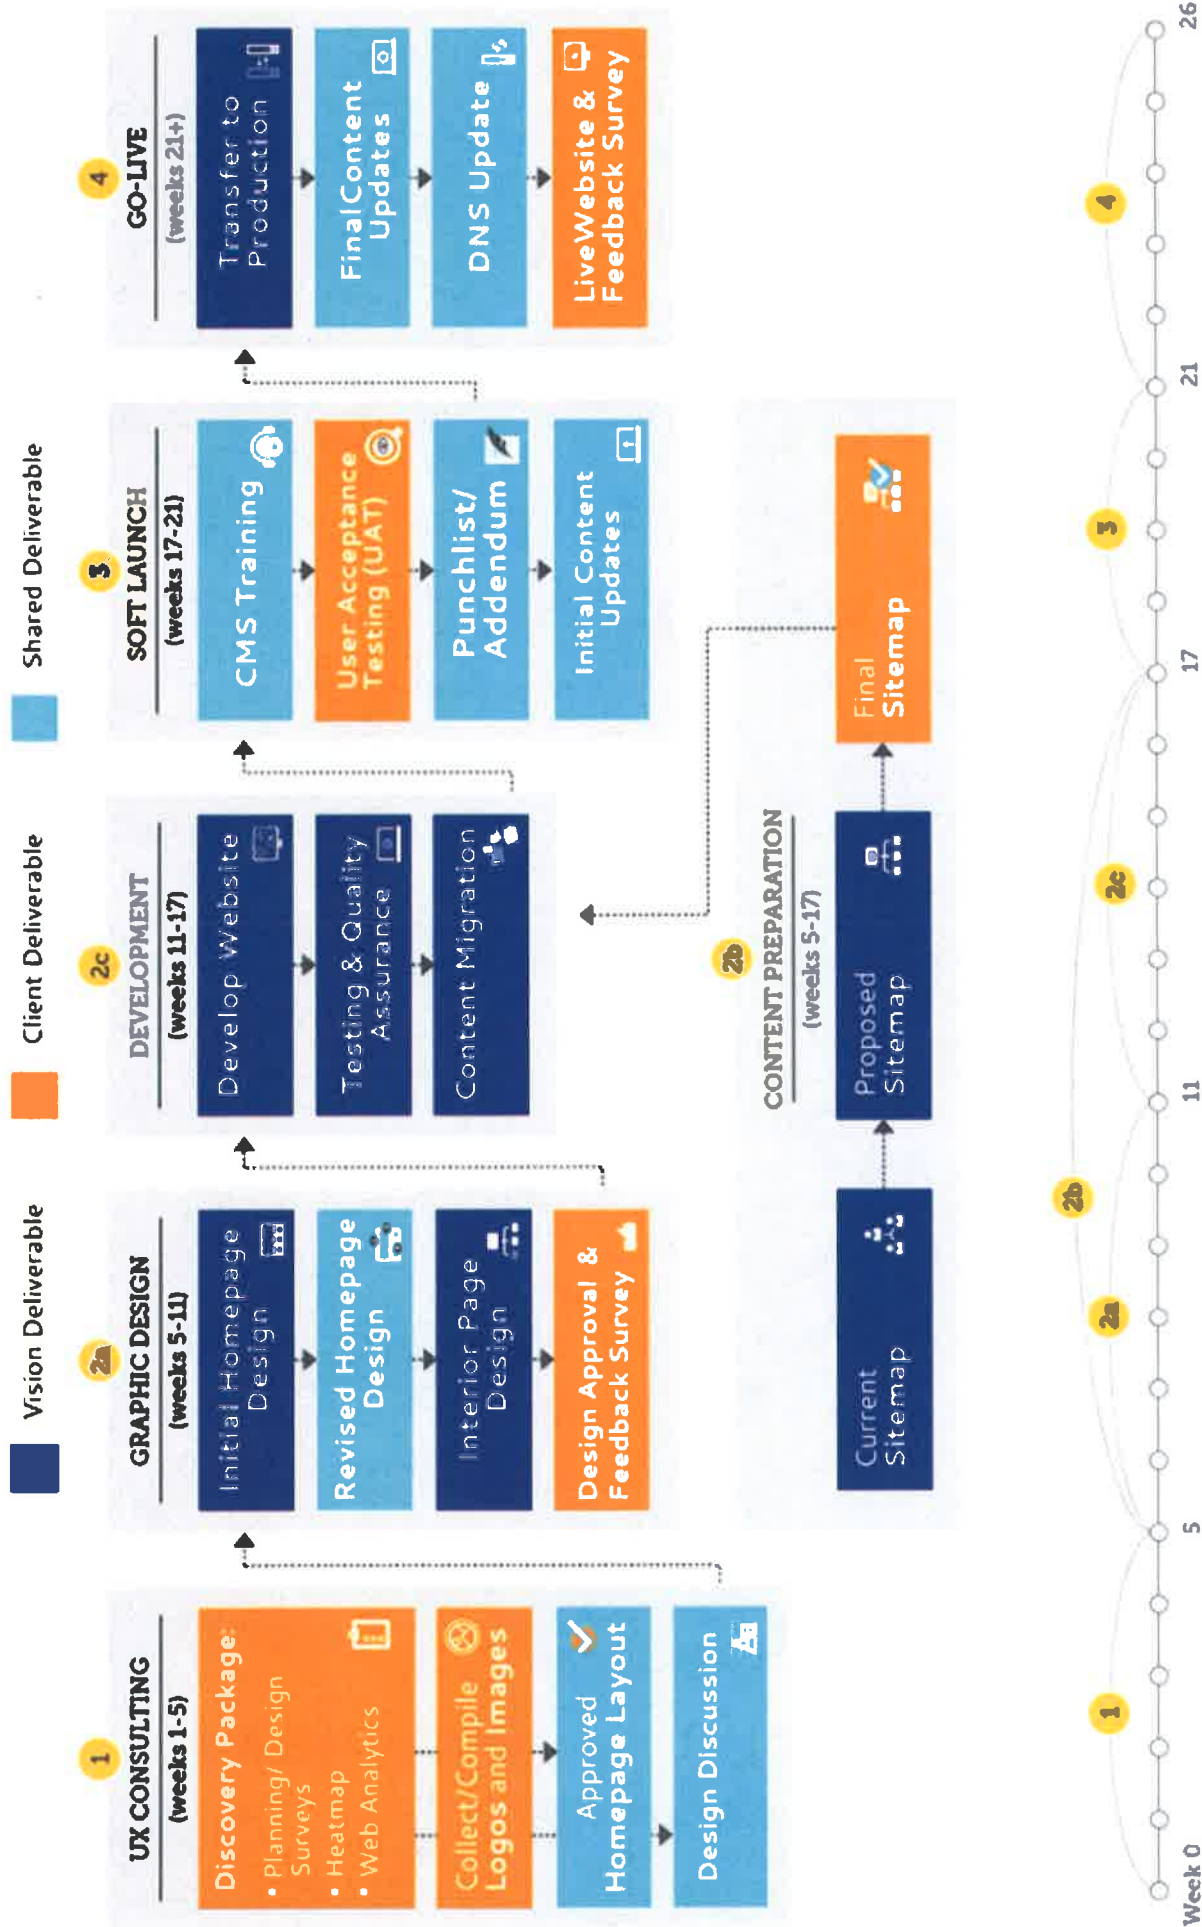 Vision Deliverable
Client Deliverable
Shared Deliverable
1
UX CONSULTING
(weeks 1-5)
Discovery Package:
• Planning/ Design
Surveys
• Heatmap
• Web Analytics
Collect/Compile
Logos and Images
Approved
Homepage Layout
Design Discussion
2a
GRAPHIC DESIGN
(weeks 5-11)
Initial Homepage
Design
Revised Homepage
Design
Interior Page
Design
Design Approval &
Feedback Survey
2c
DEVELOPMENT
(weeks 11-17)
Develop Website
Testing & Quality
Assurance
Content Migration
3
SOFT LAUNCH
(weeks 17-21)
CMS Training
User Acceptance
Testing (UAT)
Punchlist/
Addendum
Initial Content
Updates
4
GO-LIVE
(weeks 21+)
Transfer to
Production
Final Content
Updates
DNS Update
Live Website &
Feedback Survey
2b
CONTENT PREPARATION
(weeks 5-17)
Current
Sitemap
Proposed
Sitemap
Final
Sitemap
1
2a
2b
2c
3
4
Week 0
5
11
17
21
26